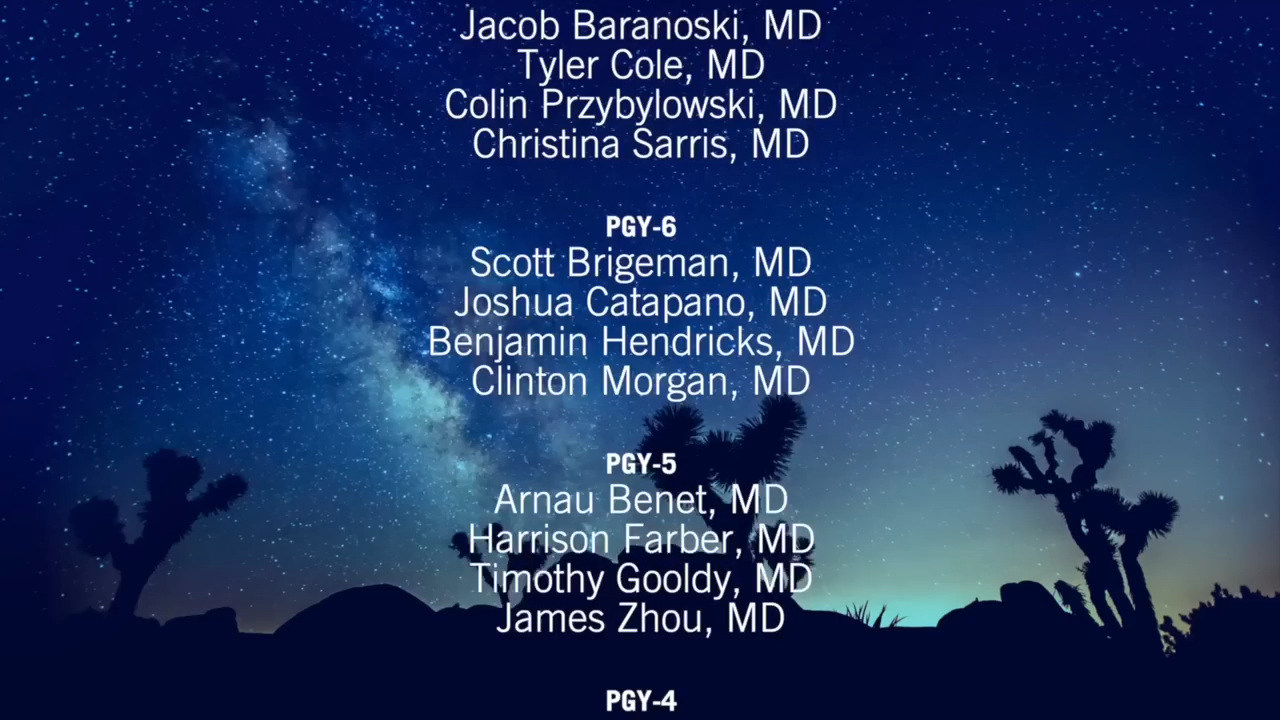 Jacob Baranoski, MD
Tyler Cole, MD
Colin Przybylowski, MD
Christina Sarris, MD
PGY-6
Scott Brigeman, MD
Joshua Catapano, MD
Benjamin Hendricks, MD
Clinton Morgan, MD
PGY-5
Arnau Benet, MD
Harrison Farber, MD
Timothy Gooldy, MD
James Zhou, MD
PGY-4